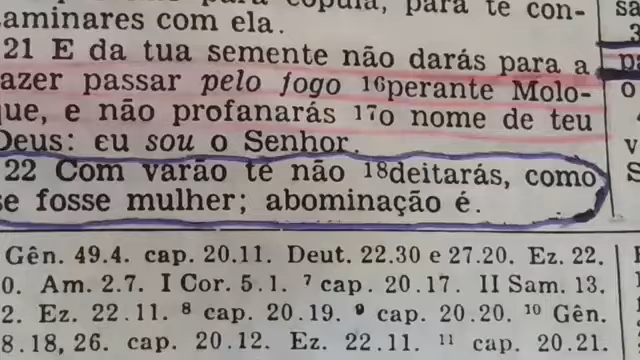 para te con-
aminares com ela.
21 E da tua semente não darás para a
azer passar pelo fogo 16perante Molo-
que, e não profanarás 17o nome de teu
Deus: eu sou o Senhor.
22 Com varão te não 18deitarás, como
se fosse mulher; abominação é.
Gên. 49.4. cap. 20.11. Deut. 22.30 e 27.20. Ez. 22.
0. Am. 2.7. I Cor. 5.1. 7 cap. 20.17. II Sam. 13.
2. Ez. 22.11. 8 cap. 20.19. 9 cap. 20.20. 10 Gên.
8.18, 26. cap. 20.12. Ez. 22.11. 11 cap. 20.21.